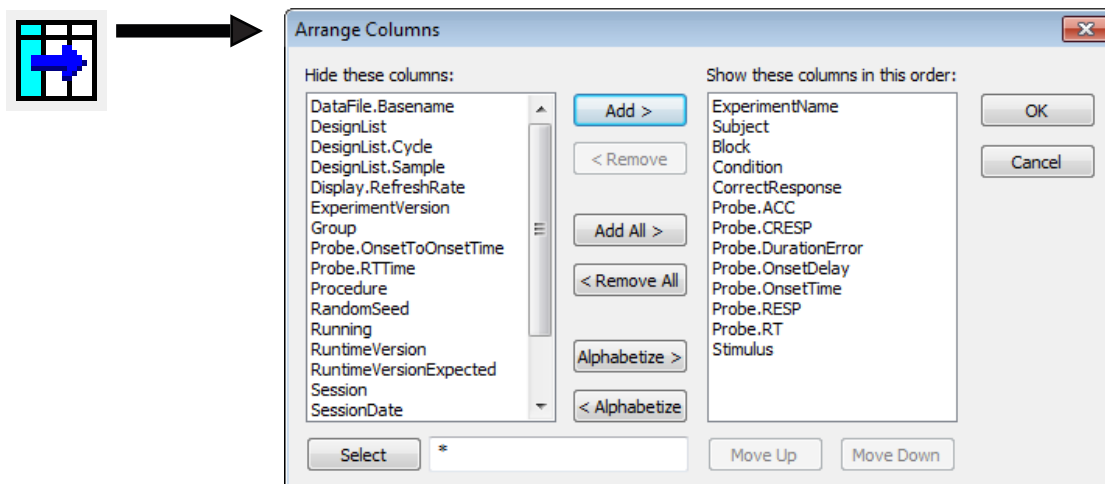 Arrange Columns
Hide these columns:
DataFile.Basename
DesignList
DesignList.Cycle
DesignList.Sample
Display.RefreshRate
ExperimentVersion
Group
Probe.OnsetToOnsetTime
Probe.RTTime
Procedure
RandomSeed
Running
RuntimeVersion
RuntimeVersionExpected
Session
SessionDate
Add >
< Remove
Add All >
< Remove All
Alphabetize >
< Alphabetize
Show these columns in this order:
ExperimentName
Subject
Block
Condition
CorrectResponse
Probe.ACC
Probe.CRESP
Probe.DurationError
Probe.OnsetDelay
Probe.OnsetTime
Probe.RESP
Probe.RT
Stimulus
OK
Cancel
Select
*
Move Up
Move Down